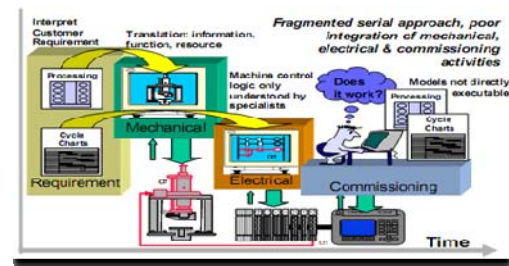 Interpret
Customer
Requirement
Translation: information,
function, resource
Fragmented serial approach, poor
integration of mechanical,
electrical & commissioning
activities
Processing
Cycle
Charts
Requirement
Mechanical
Machine control
logic only
understood by
specialists
Electrical
Does
it work?
Models not directly
executable
Processing
Cycle
Charts
Commissioning
Time